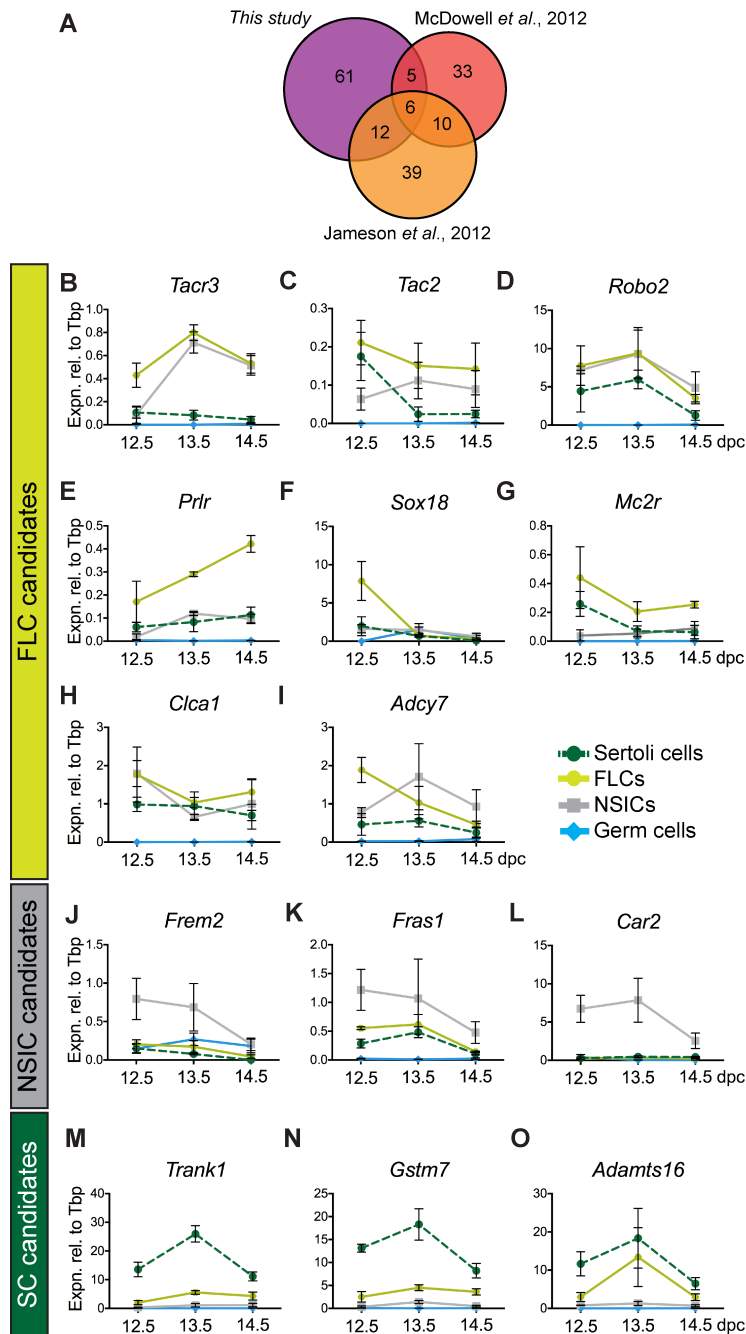 A
This study
McDowell et al., 2012
61
5
33
6
12
10
39
Jameson et al., 2012
FLC candidates
B
Tacr3
Expn. rel. to Tbp
1.0
0.8
0.6
0.4
0.2
0.0
12.5 13.5 14.5
C
Tac2
0.3
0.2
0.1
0.0
12.5 13.5 14.5
D
Robo2
15
10
5
0
12.5 13.5 14.5 dpc
E
Prlr
Expn. rel. to Tbp
0.5
0.4
0.3
0.2
0.1
0.0
12.5 13.5 14.5
F
Sox18
15
10
5
0
12.5 13.5 14.5
G
Mc2r
0.8
0.6
0.4
0.2
0.0
12.5 13.5 14.5 dpc
H
Clca1
Expn. rel. to Tbp
3
2
1
0
12.5 13.5 14.5
I
Adcy7
3
2
1
0
12.5 13.5 14.5 dpc
Sertoli cells
FLCs
NSICs
Germ cells
NSIC candidates
J
Frem2
Expn. rel. to Tbp
1.5
1.0
0.5
0.0
12.5 13.5 14.5
K
Fras1
2.0
1.5
1.0
0.5
0.0
12.5 13.5 14.5
L
Car2
15
10
5
0
12.5 13.5 14.5 dpc
SC candidates
M
Trank1
Expn. rel. to Tbp
40
30
20
10
0
12.5 13.5 14.5
N
Gstm7
25
20
15
10
5
0
12.5 13.5 14.5
O
Adamts16
30
20
10
0
12.5 13.5 14.5 dpc